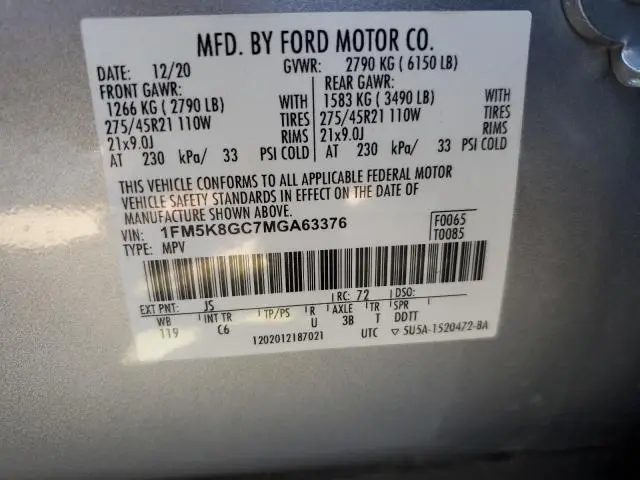 MFD. BY FORD MOTOR CO.
DATE: 12/20 GVWR: 2790 KG ( 6150 LB)
FRONT GAWR: REAR GAWR:
1266 KG ( 2790 LB) WITH 1583 KG ( 3490 LB) WITH
275/45R21 110W TIRES 275/45R21 110W TIRES
21x9.0J RIMS 21x9.0J RIMS
AT 230 kPa/ 33 PSI COLD AT 230 kPa/ 33 PSI COLD
THIS VEHICLE CONFORMS TO ALL APPLICABLE FEDERAL MOTOR
VEHICLE SAFETY STANDARDS IN EFFECT ON THE DATE OF
MANUFACTURE SHOWN ABOVE.
VIN: 1FM5K8GC7MGA63376 F0065
TYPE: MPV T0085
EXT PNT: JS RC: 72 DSO:
WB INT TR TP/PS R AXLE TR SPR
119 C6 U 3B T DDTT
1202012187021 UTC ▽ 5U5A-1520472-BA